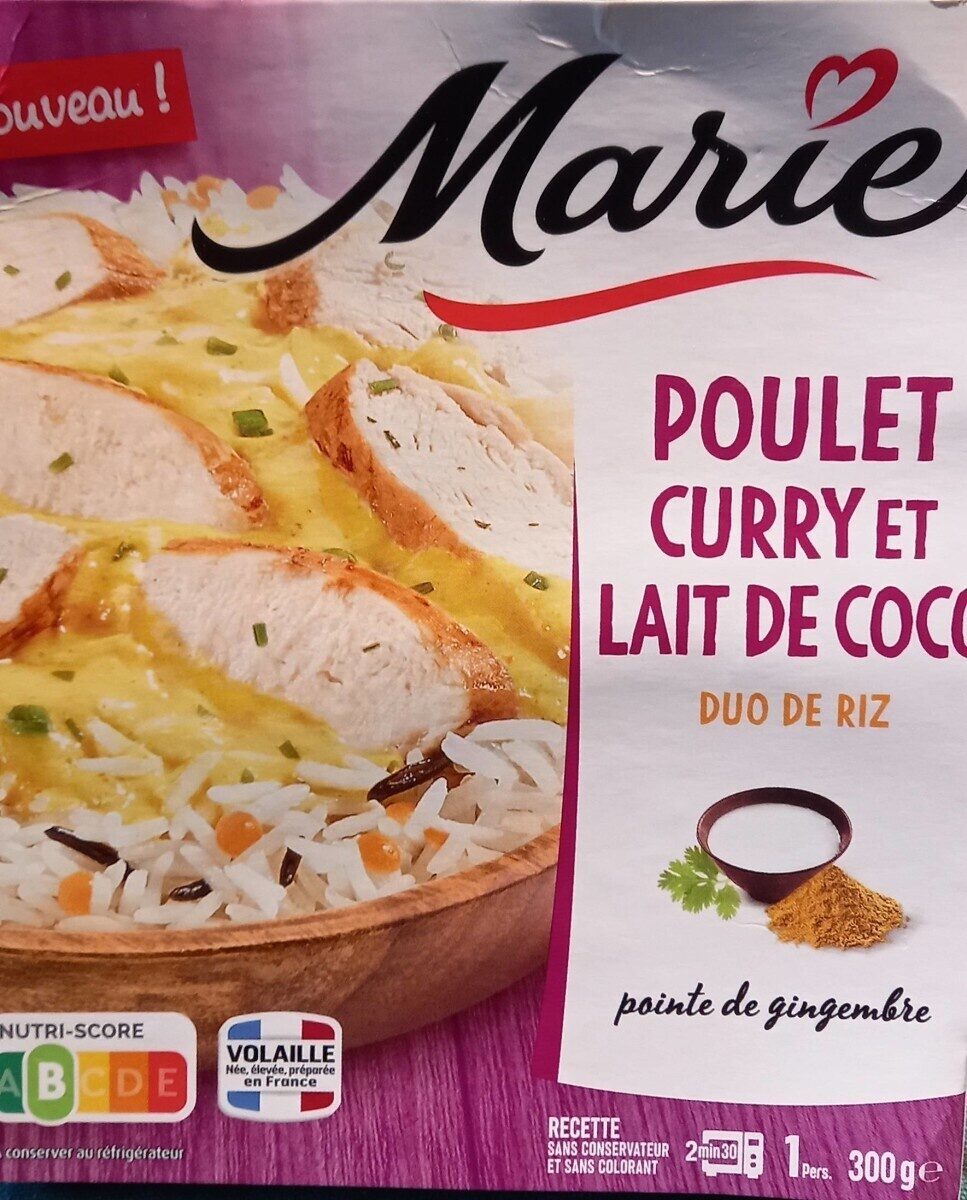 ouveau !
Marie
POULET
CURRY ET
LAIT DE COCO
DUO DE RIZ
pointe de gingembre
NUTRI-SCORE
A B C D E
VOLAILLE
Née, élevée, préparée
en France
conserver au réfrigérateur
RECETTE
SANS CONSERVATEUR
ET SANS COLORANT
2min30
1 Pers.
300 g e